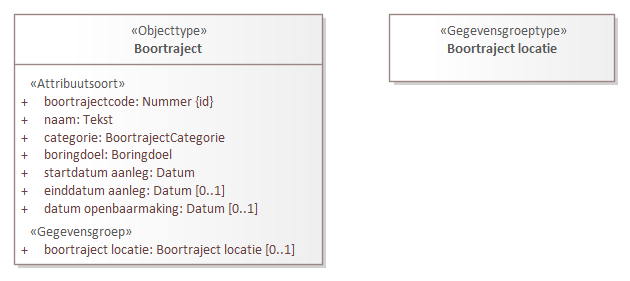 «Objecttype»
Boortraject
«Attribuutsoort»
+ boortrajectcode: Nummer {id}
+ naam: Tekst
+ categorie: BoortrajectCategorie
+ boringdoel: Boringdoel
+ startdatum aanleg: Datum
+ einddatum aanleg: Datum [0..1]
+ datum openbaarmaking: Datum [0..1]
«Gegevensgroep»
+ boortraject locatie: Boortraject locatie [0..1]
«Gegevensgroeptype»
Boortraject locatie